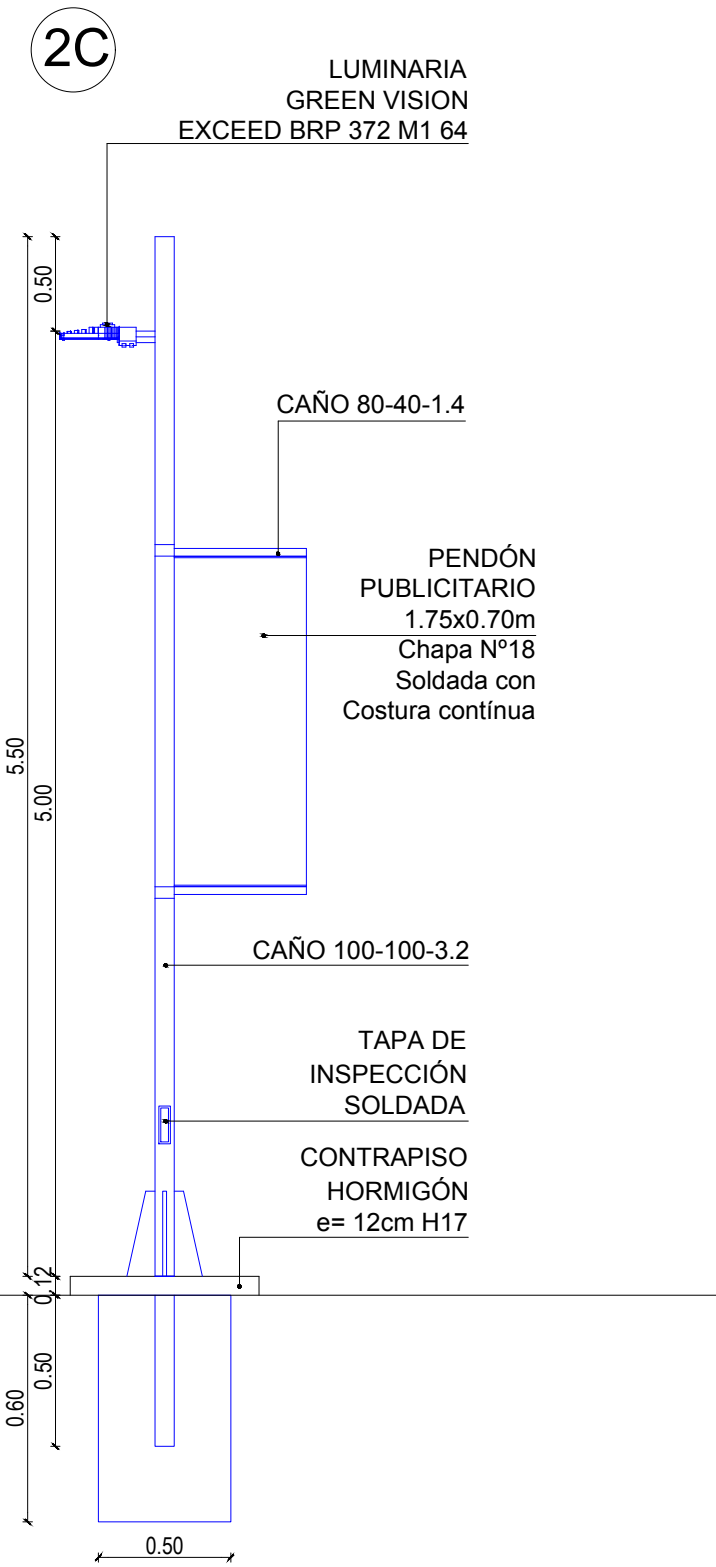 2C
LUMINARIA
GREEN VISION
EXCEED BRP 372 M1 64
0.50
CAÑO 80-40-1.4
PENDÓN
PUBLICITARIO
1.75x0.70m
Chapa Nº18
Soldada con
Costura contínua
5.50
5.00
CAÑO 100-100-3.2
TAPA DE
INSPECCIÓN
SOLDADA
CONTRAPISO
HORMIGÓN
e= 12cm H17
0.12
0.50
0.60
0.50